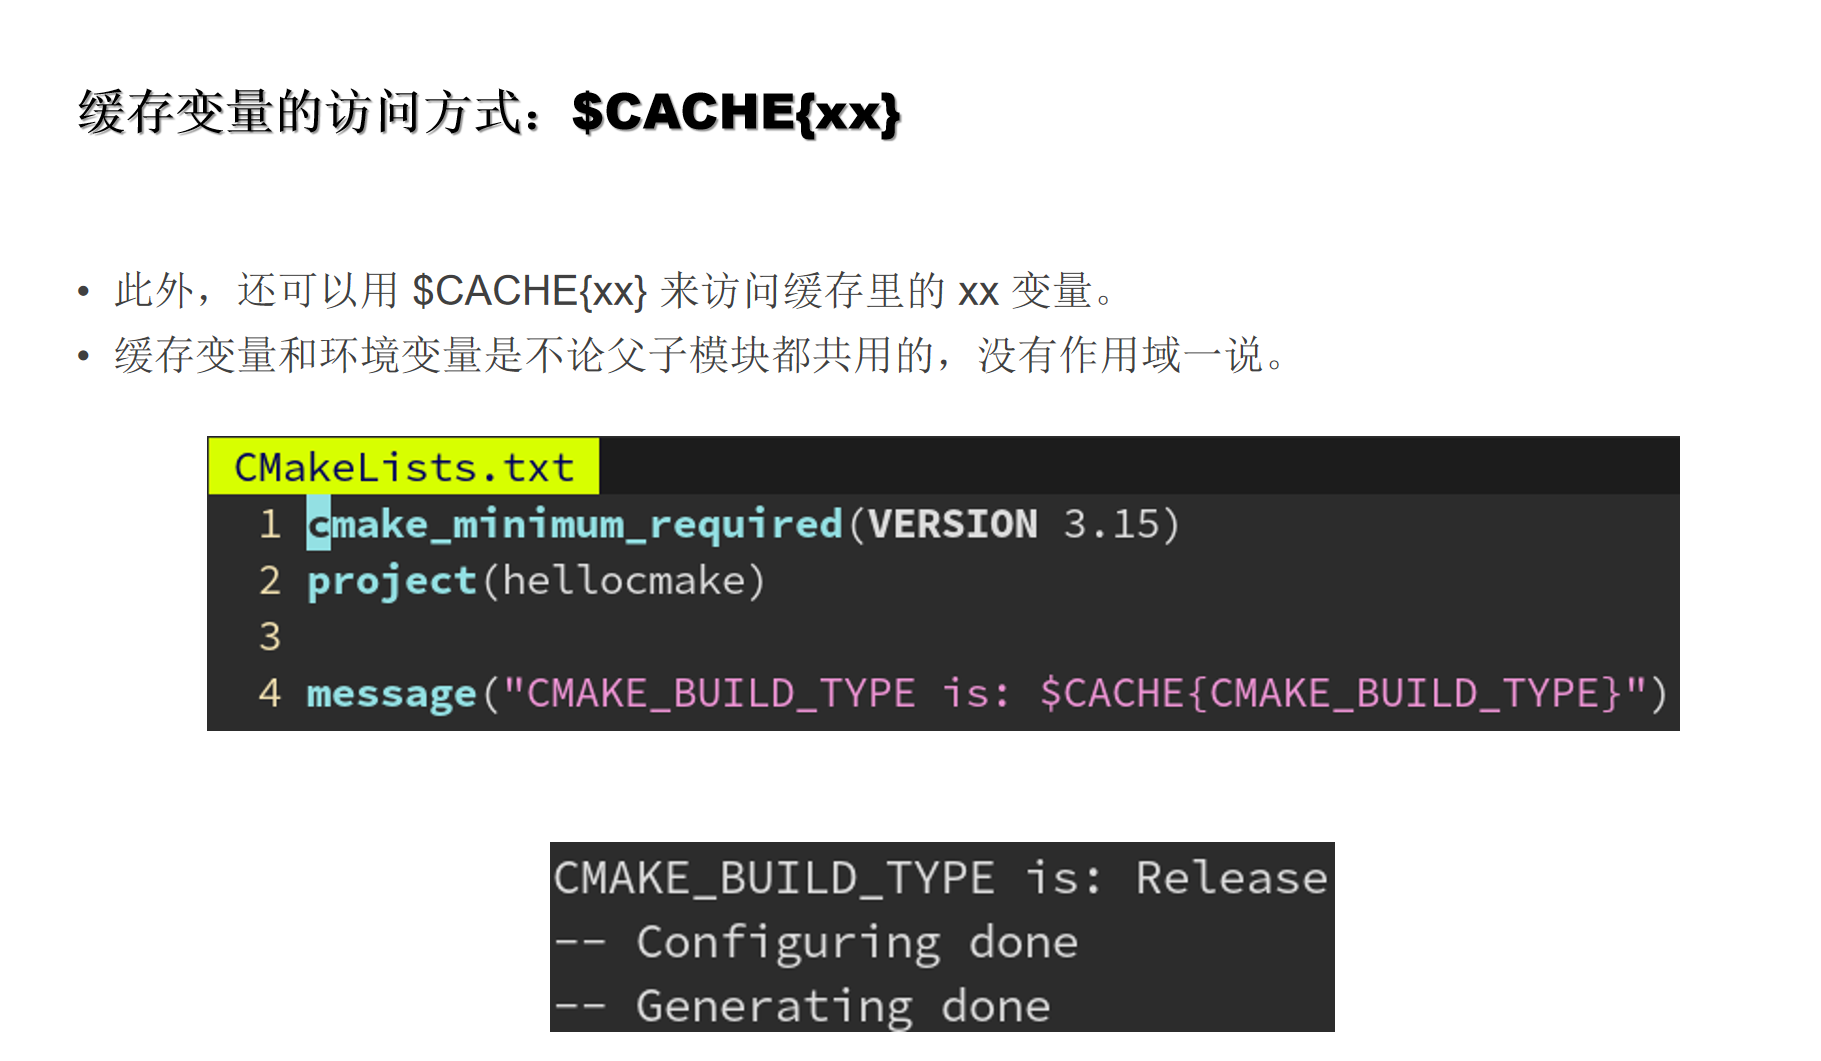 缓存变量的访问方式：$CACHE{xx}
• 此外，还可以用 $CACHE{xx} 来访问缓存里的 xx 变量。
• 缓存变量和环境变量是不论父子模块都共用的，没有作用域一说。
CMakeLists.txt
1 cmake_minimum_required(VERSION 3.15)
2 project(hellocmake)
3
4 message("CMAKE_BUILD_TYPE is: $CACHE{CMAKE_BUILD_TYPE}")
CMAKE_BUILD_TYPE is: Release
-- Configuring done
-- Generating done